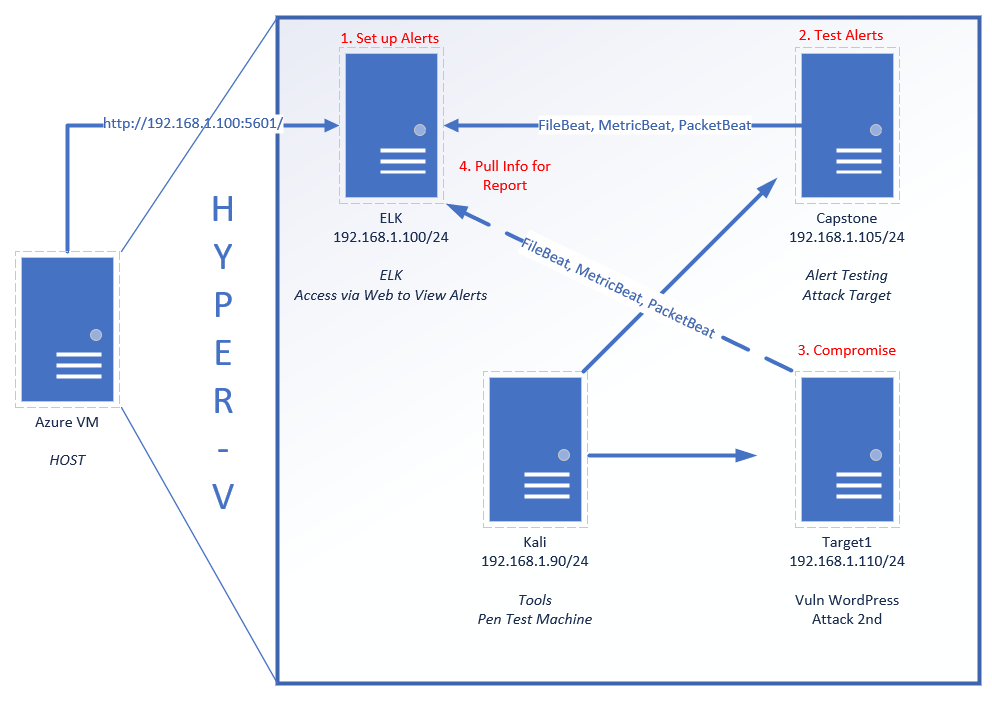 1. Set up Alerts
2. Test Alerts
http://192.168.1.100:5601/
FileBeat, MetricBeat, PacketBeat
4. Pull Info for
Report
ELK
192.168.1.100/24
ELK
Access via Web to View Alerts
Capstone
192.168.1.105/24
Alert Testing
Attack Target
HYPER-V
FileBeat, MetricBeat, PacketBeat
3. Compromise
Azure VM
HOST
Kali
192.168.1.90/24
Tools
Pen Test Machine
Target1
192.168.1.110/24
Vuln WordPress
Attack 2nd